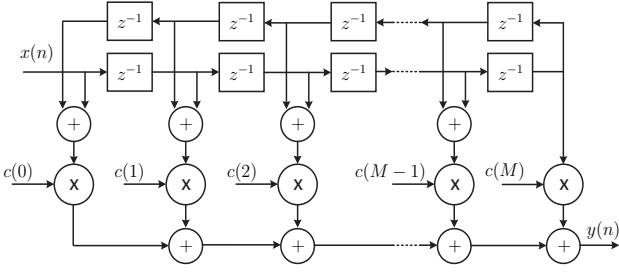 z⁻¹ z⁻¹ z⁻¹ z⁻¹
x(n)
z⁻¹ z⁻¹ z⁻¹ z⁻¹
+ + + +
c(0) c(1) c(2) c(M − 1) c(M)
x x x x x
y(n)
+ + + +